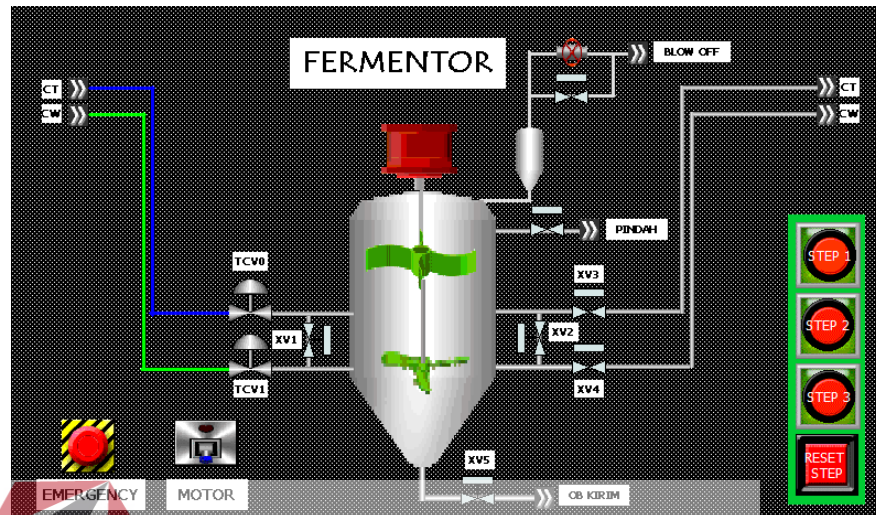 FERMENTOR
BLOW OFF
CT
CW
CT
CW
PINDAH
STEP 1
TCV0
XV3
XV1
XV2
STEP 2
TCV1
XV4
STEP 3
XV5
RESET
STEP
EMERGENCY
MOTOR
OB KIRIM